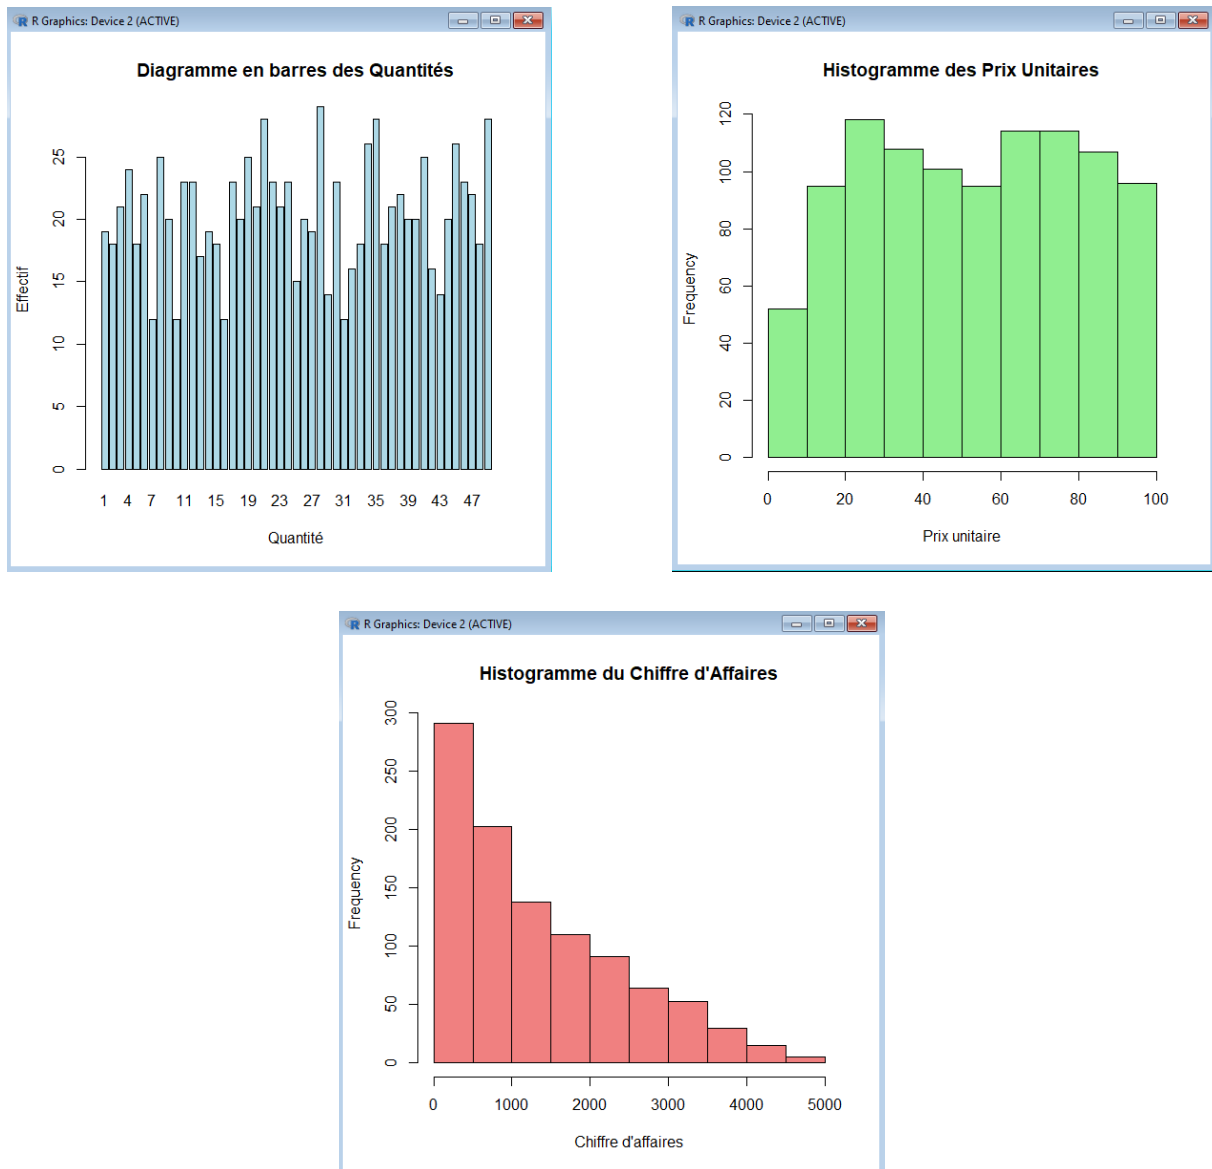 R Graphics: Device 2 (ACTIVE)
Diagramme en barres des Quantités
Effectif
25
20
15
10
5
0
1 4 7 11 15 19 23 27 31 35 39 43 47
Quantité
R Graphics: Device 2 (ACTIVE)
Histogramme des Prix Unitaires
Frequency
120
100
80
60
40
20
0
0 20 40 60 80 100
Prix unitaire
R Graphics: Device 2 (ACTIVE)
Histogramme du Chiffre d'Affaires
Frequency
300
250
200
150
100
50
0
0 1000 2000 3000 4000 5000
Chiffre d'affaires